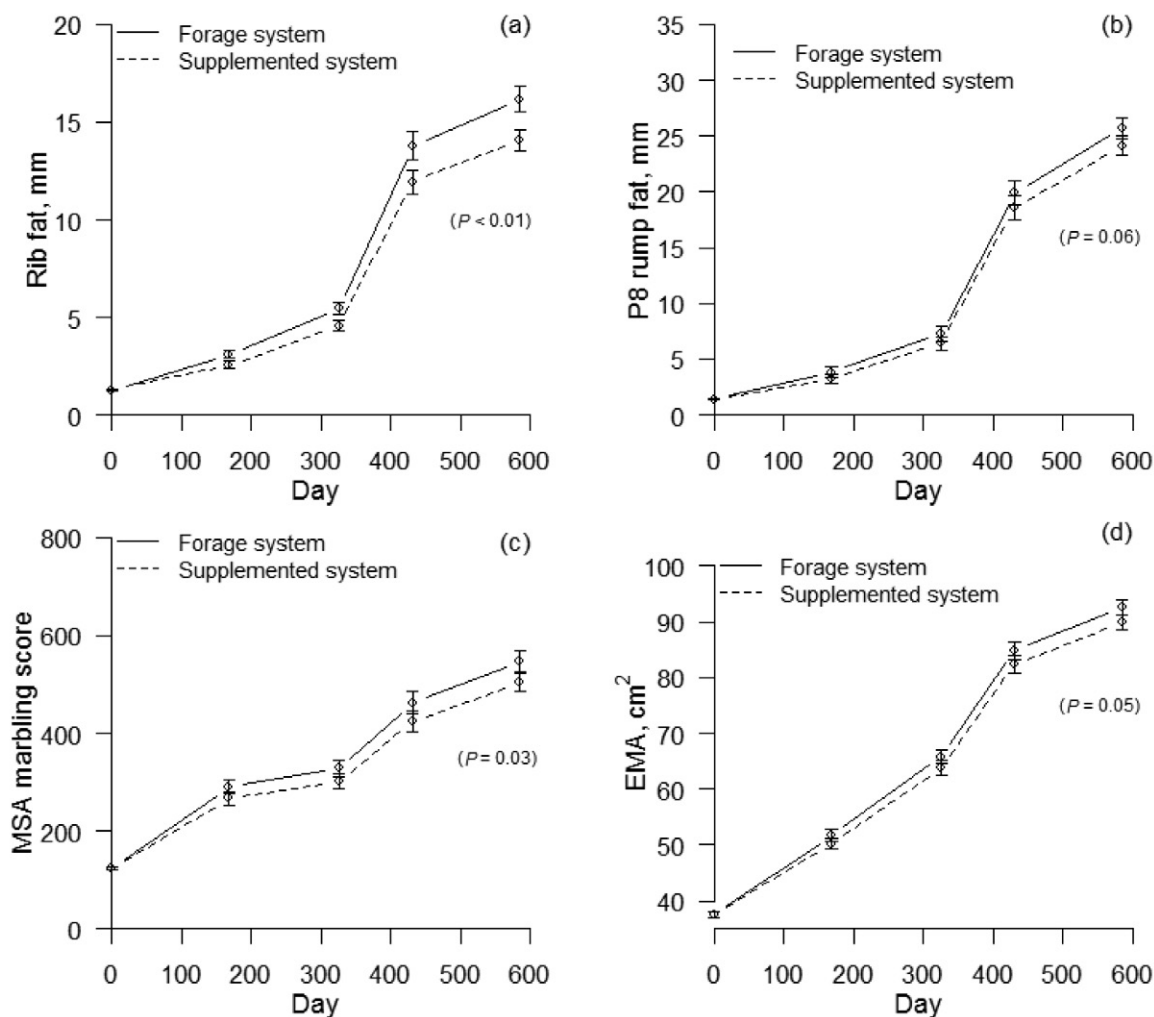 (a)
Forage system
Supplemented system
Rib fat, mm
20
15
10
5
0
(P < 0.01)
0 100 200 300 400 500 600
Day
(b)
Forage system
Supplemented system
P8 rump fat, mm
35
30
25
20
15
10
5
0
(P = 0.06)
0 100 200 300 400 500 600
Day
(c)
Forage system
Supplemented system
MSA marbling score
800
600
400
200
0
(P = 0.03)
0 100 200 300 400 500 600
Day
(d)
Forage system
Supplemented system
EMA, cm²
100
90
80
70
60
50
40
(P = 0.05)
0 100 200 300 400 500 600
Day